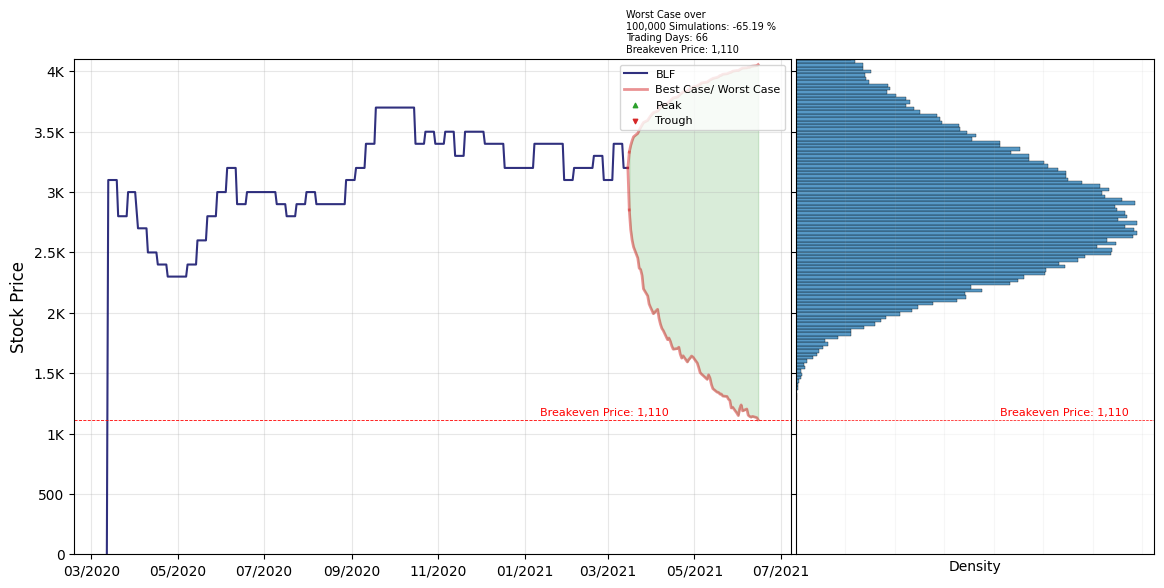 Worst Case over
100,000 Simulations: -65.19 %
Trading Days: 66
Breakeven Price: 1,110
BLF
Best Case/ Worst Case
Peak
Trough
4K
3.5K
3K
2.5K
2K
1.5K
1K
500
0
Stock Price
Breakeven Price: 1,110
Breakeven Price: 1,110
03/2020
05/2020
07/2020
09/2020
11/2020
01/2021
03/2021
05/2021
07/2021
Density